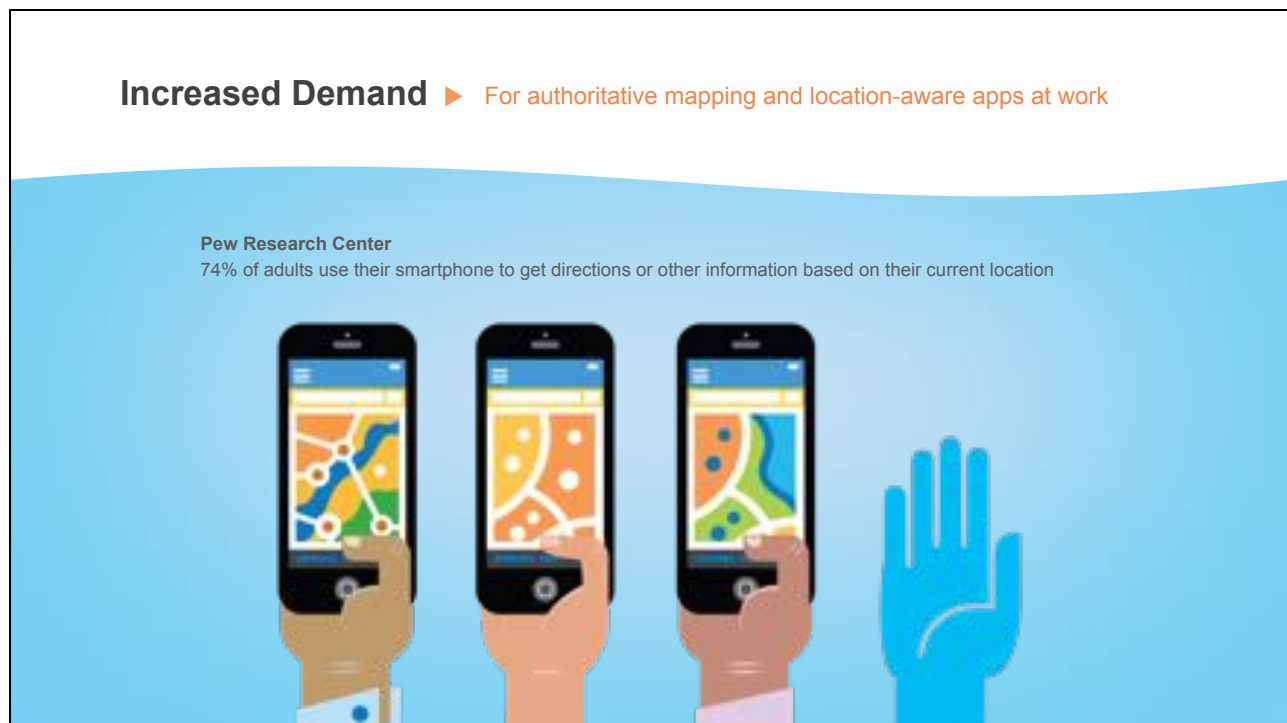 Increased Demand ▶ For authoritative mapping and location-aware apps at work
Pew Research Center
74% of adults use their smartphone to get directions or other information based on their current location